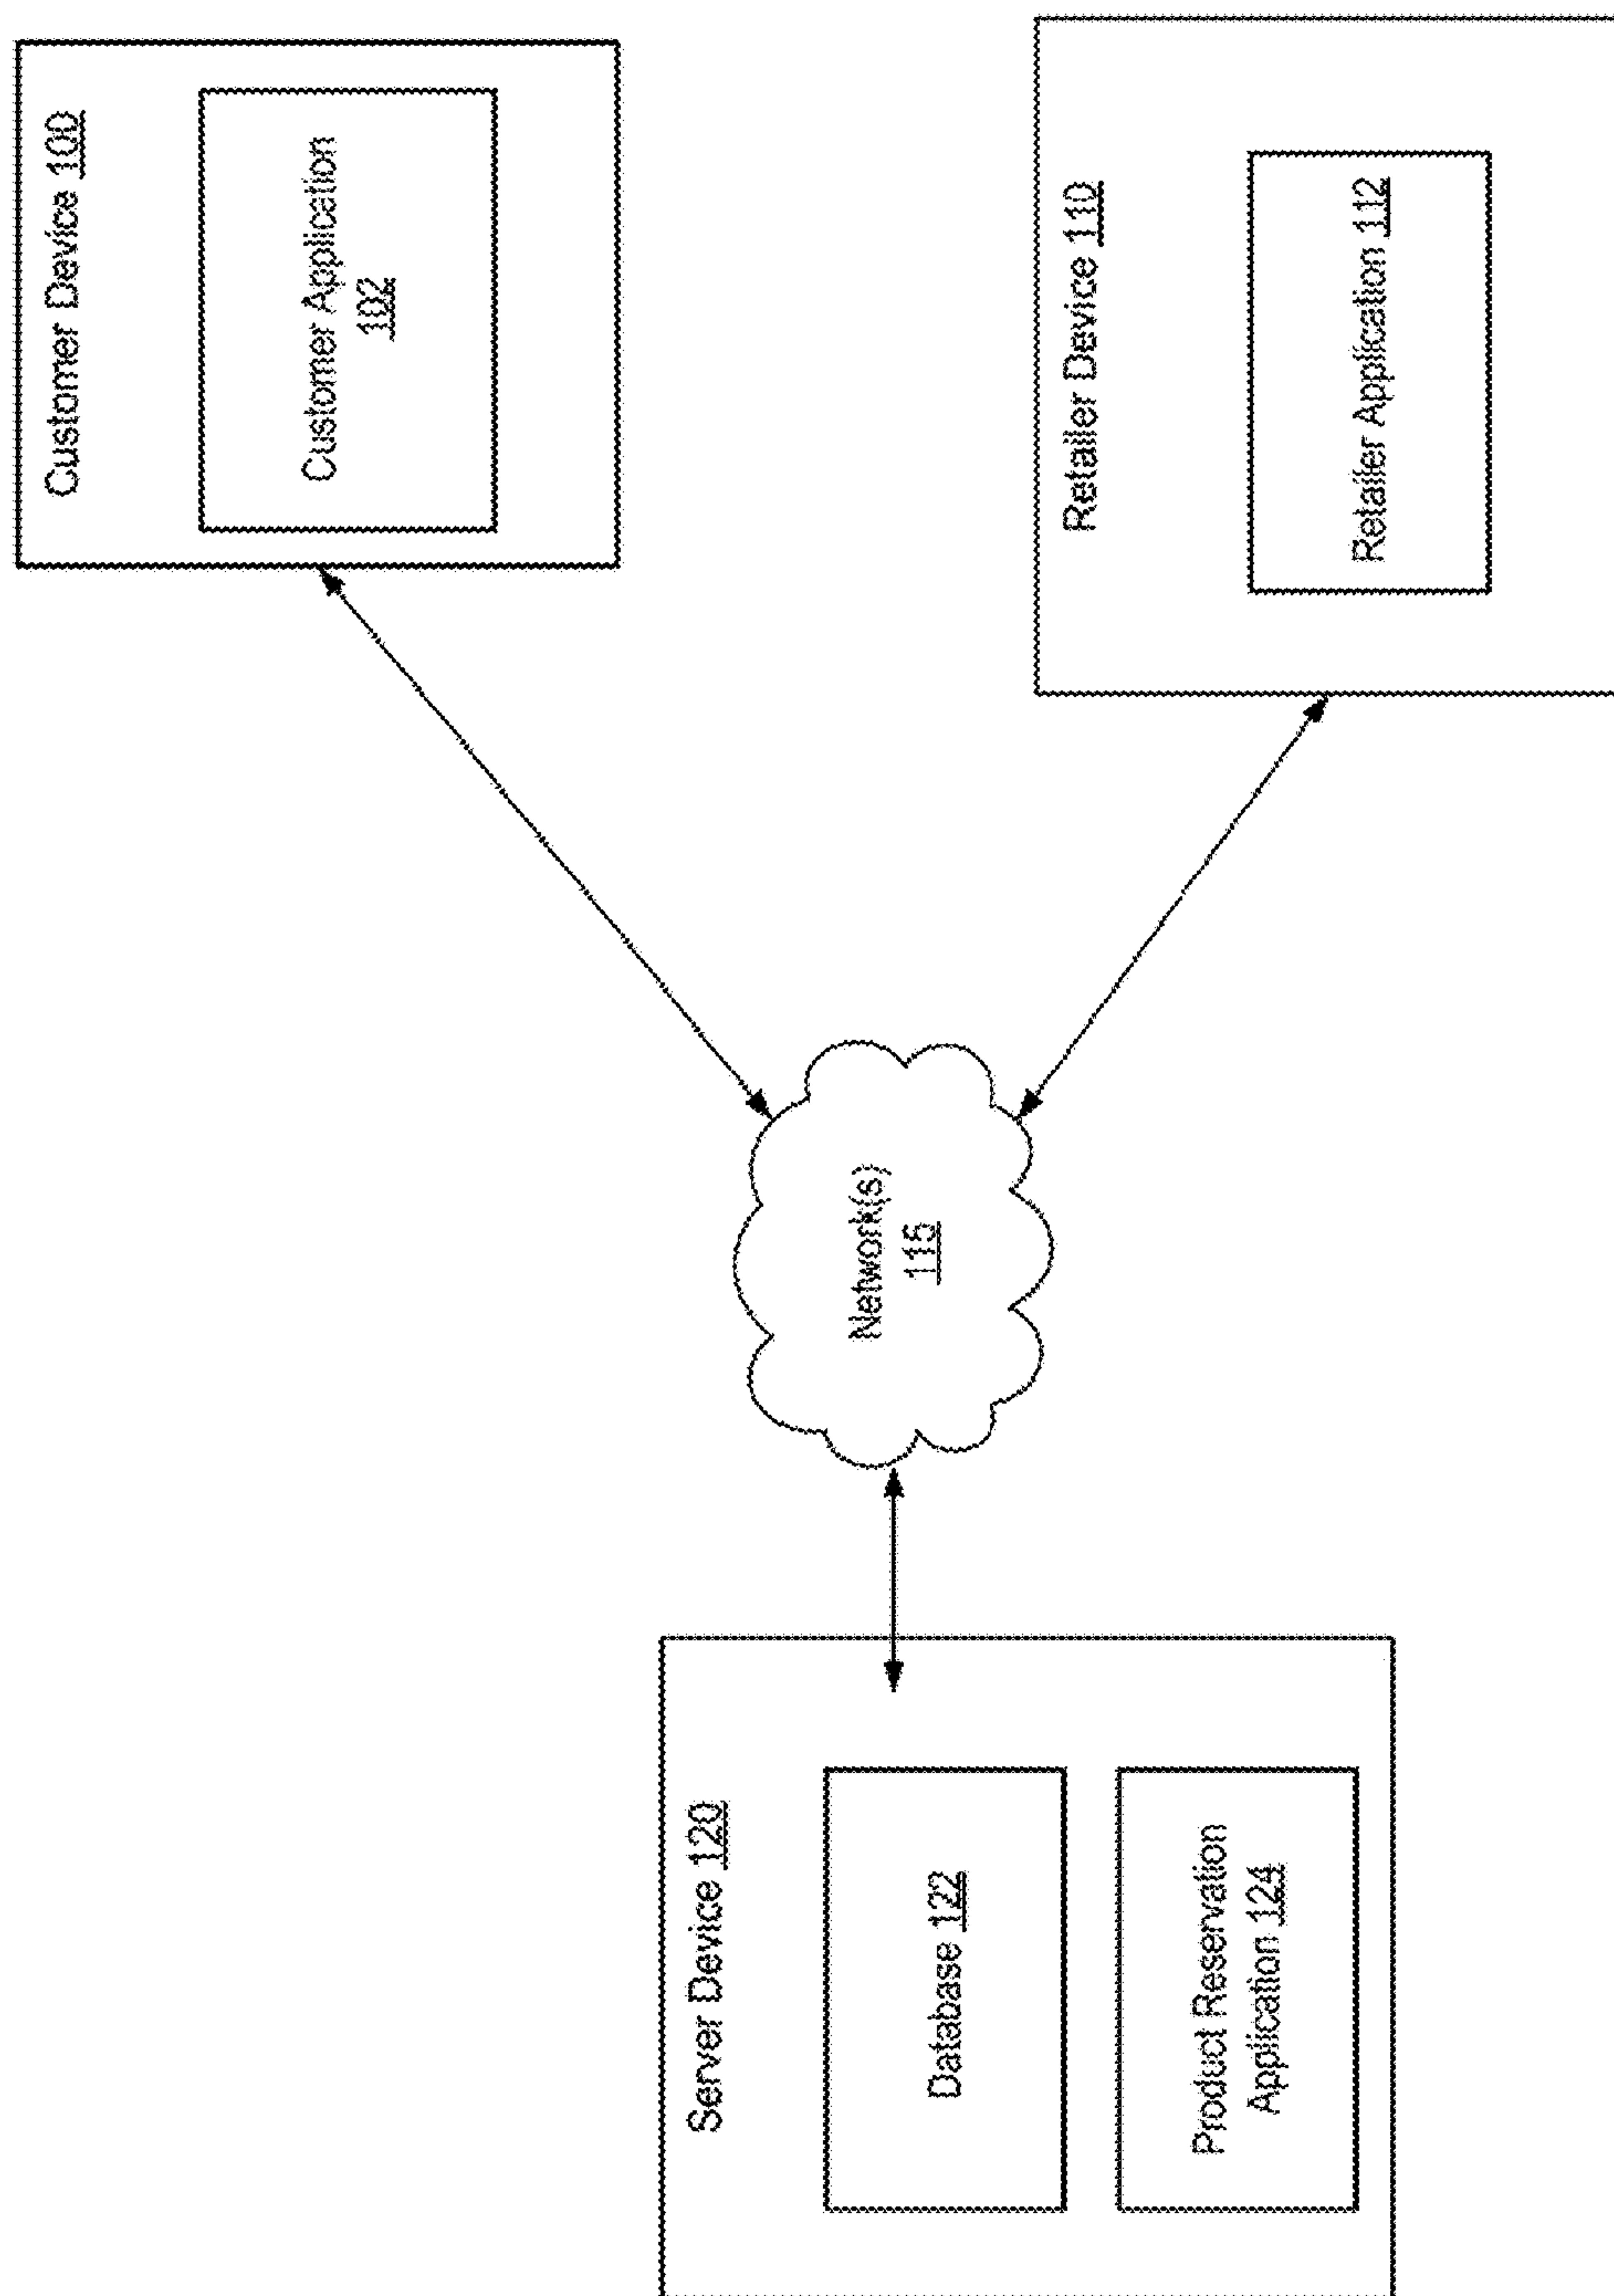 Customer Device 100
Customer Application
102
Retailer Device 110
Retailer Application 112
Network(s)
115
Server Device 120
Database 122
Product Reservation
Application 124